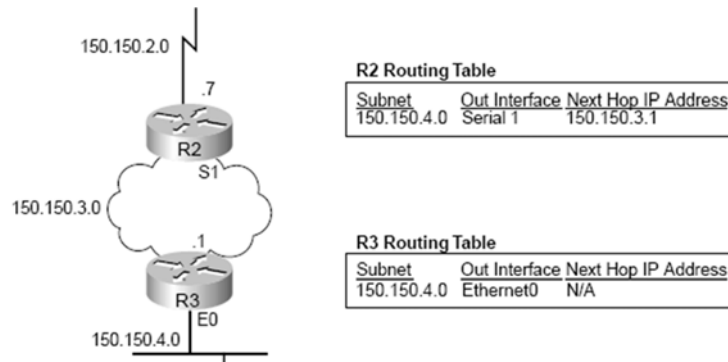 150.150.2.0
.7
R2
S1
150.150.3.0
.1
R3
E0
150.150.4.0
R2 Routing Table
Subnet Out Interface Next Hop IP Address
150.150.4.0 Serial 1 150.150.3.1
R3 Routing Table
Subnet Out Interface Next Hop IP Address
150.150.4.0 Ethernet0 N/A